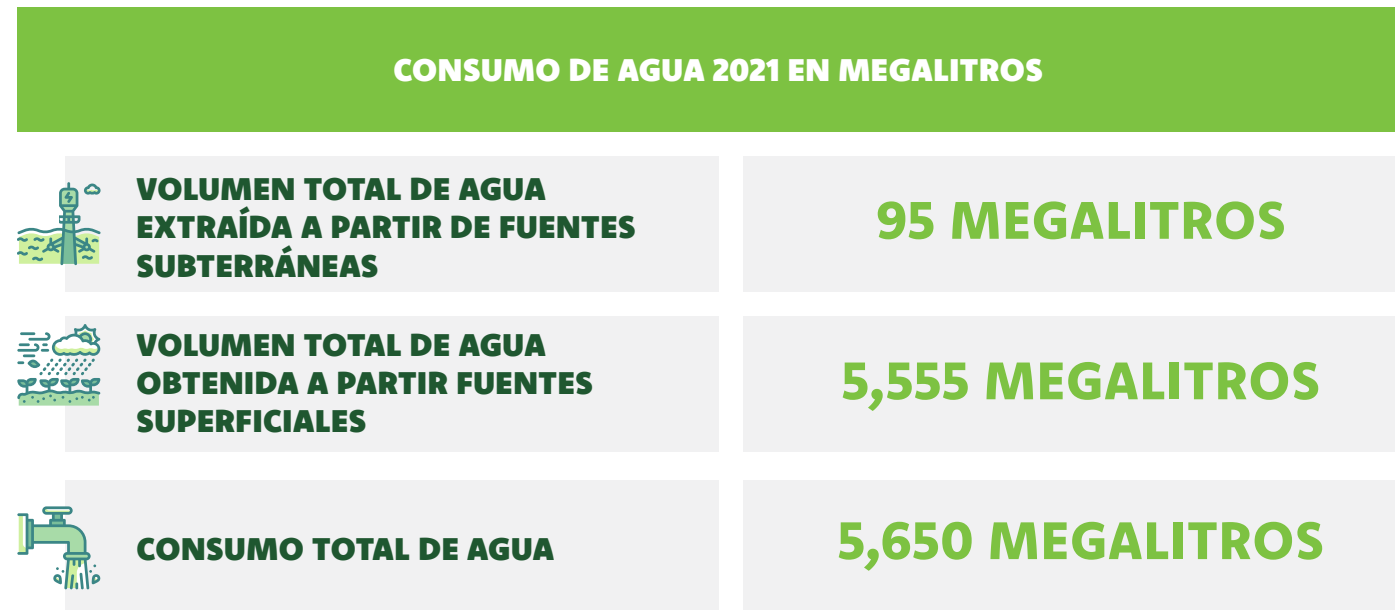 CONSUMO DE AGUA 2021 EN MEGALITROS
VOLUMEN TOTAL DE AGUA
EXTRAÍDA A PARTIR DE FUENTES
SUBTERRÁNEAS
95 MEGALITROS
VOLUMEN TOTAL DE AGUA
OBTENIDA A PARTIR FUENTES
SUPERFICIALES
5,555 MEGALITROS
CONSUMO TOTAL DE AGUA
5,650 MEGALITROS